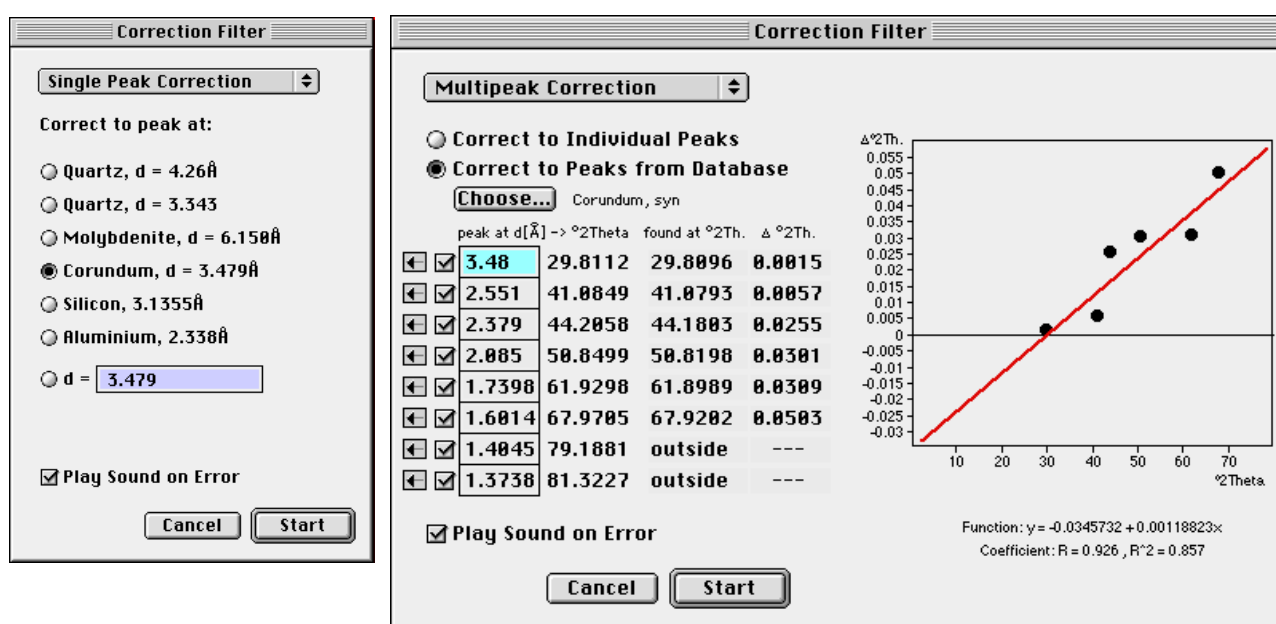 Correction Filter
Single Peak Correction
Correct to peak at:
Quartz, d = 4.26Å
Quartz, d = 3.343
Molybdenite, d = 6.150Å
Corundum, d = 3.479Å
Silicon, 3.1355Å
Aluminium, 2.338Å
d = 3.479
Play Sound on Error
Cancel Start
Correction Filter
Multipeak Correction
Correct to Individual Peaks
Correct to Peaks from Database
Choose... Corundum, syn
peak at d[Å] -> °2Theta found at °2Th. Δ °2Th.
3.48 29.8112 29.8096 0.0015
2.551 41.0849 41.0793 0.0057
2.379 44.2058 44.1803 0.0255
2.085 50.8499 50.8198 0.0301
1.7398 61.9298 61.8989 0.0309
1.6014 67.9705 67.9202 0.0503
1.4045 79.1881 outside ---
1.3738 81.3227 outside ---
Play Sound on Error
Cancel Start
Δ°2Th.
0.055
0.05
0.045
0.04
0.035
0.03
0.025
0.02
0.015
0.01
0.005
0
-0.005
-0.01
-0.015
-0.02
-0.025
-0.03
10 20 30 40 50 60 70
°2Theta
Function: y = -0.0345732 + 0.00118823x
Coefficient: R = 0.926 , R^2 = 0.857